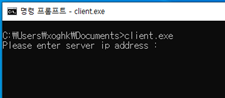 명령 프롬프트 - client.exe
C:₩Users₩xoghk₩Documents>client.exe
Please enter server ip address :